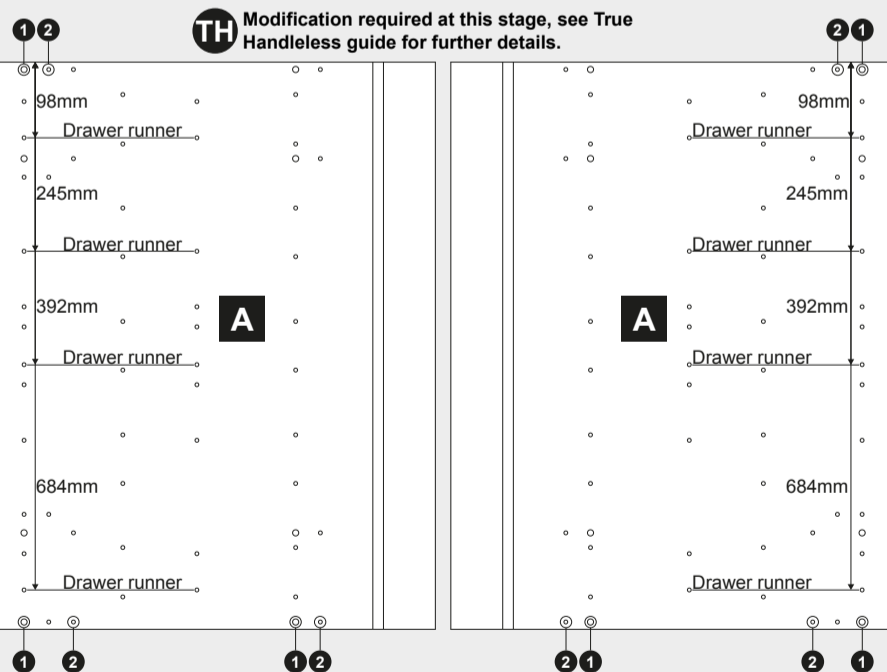 TH Modification required at this stage, see True
Handleless guide for further details.
1 2 2 1
98mm 98mm
Drawer runner Drawer runner
245mm 245mm
Drawer runner Drawer runner
392mm A A 392mm
Drawer runner Drawer runner
684mm 684mm
Drawer runner Drawer runner
1 2 1 2 2 1 2 1